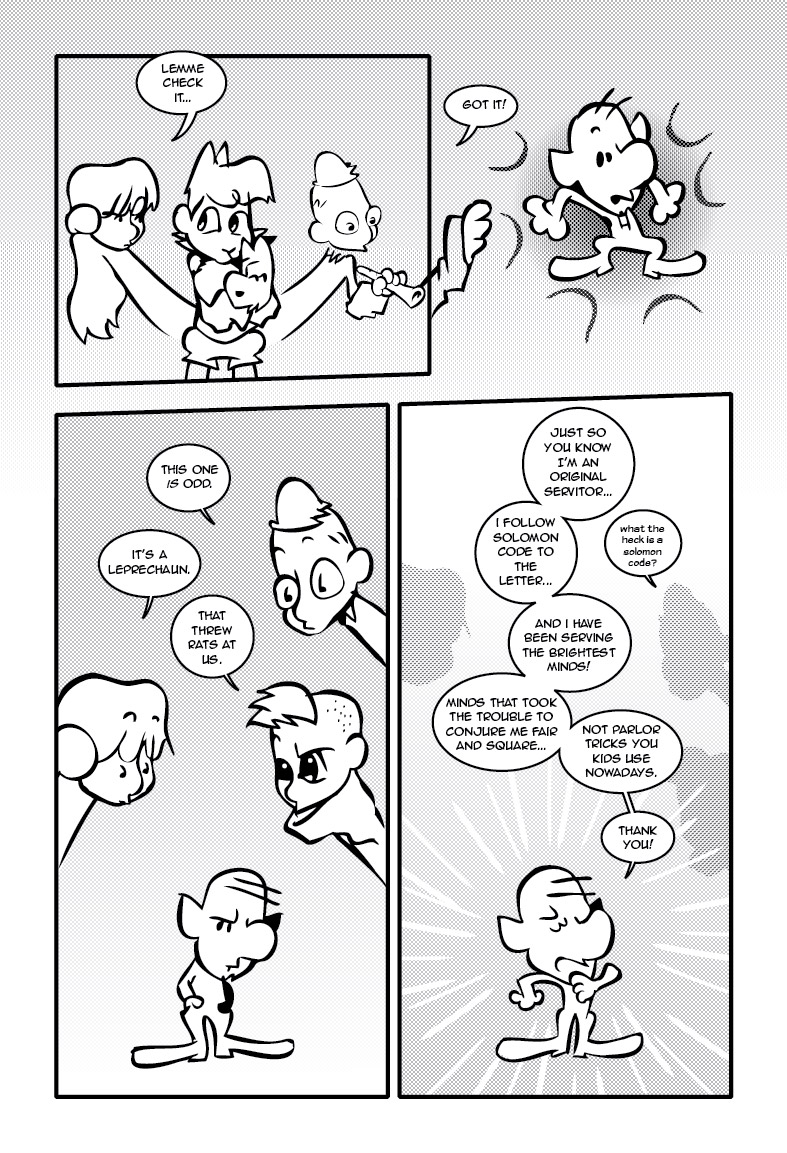 LEMME
CHECK
IT...
GOT IT!
THIS ONE
IS ODD.
IT'S A
LEPRECHAUN.
THAT
THREW
RATS AT
US.
JUST SO
YOU KNOW
I'M AN
ORIGINAL
SERVITOR...
I FOLLOW
SOLOMON
CODE TO
THE
LETTER...
what the
heck is a
solomon
code?
AND I HAVE
BEEN SERVING
THE BRIGHTEST
MINDS!
MINDS THAT TOOK
THE TROUBLE TO
CONJURE ME FAIR
AND SQUARE...
NOT PARLOR
TRICKS YOU
KIDS USE
NOWADAYS.
THANK
YOU!